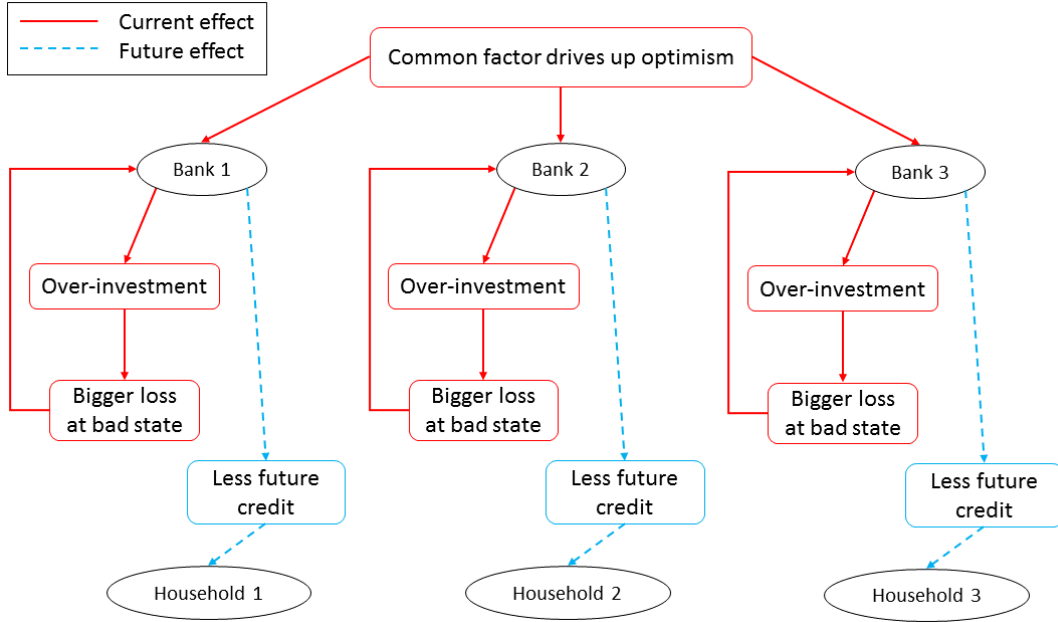 Current effect
Future effect
Common factor drives up optimism
Bank 1
Bank 2
Bank 3
Over-investment
Over-investment
Over-investment
Bigger loss
at bad state
Bigger loss
at bad state
Bigger loss
at bad state
Less future
credit
Less future
credit
Less future
credit
Household 1
Household 2
Household 3